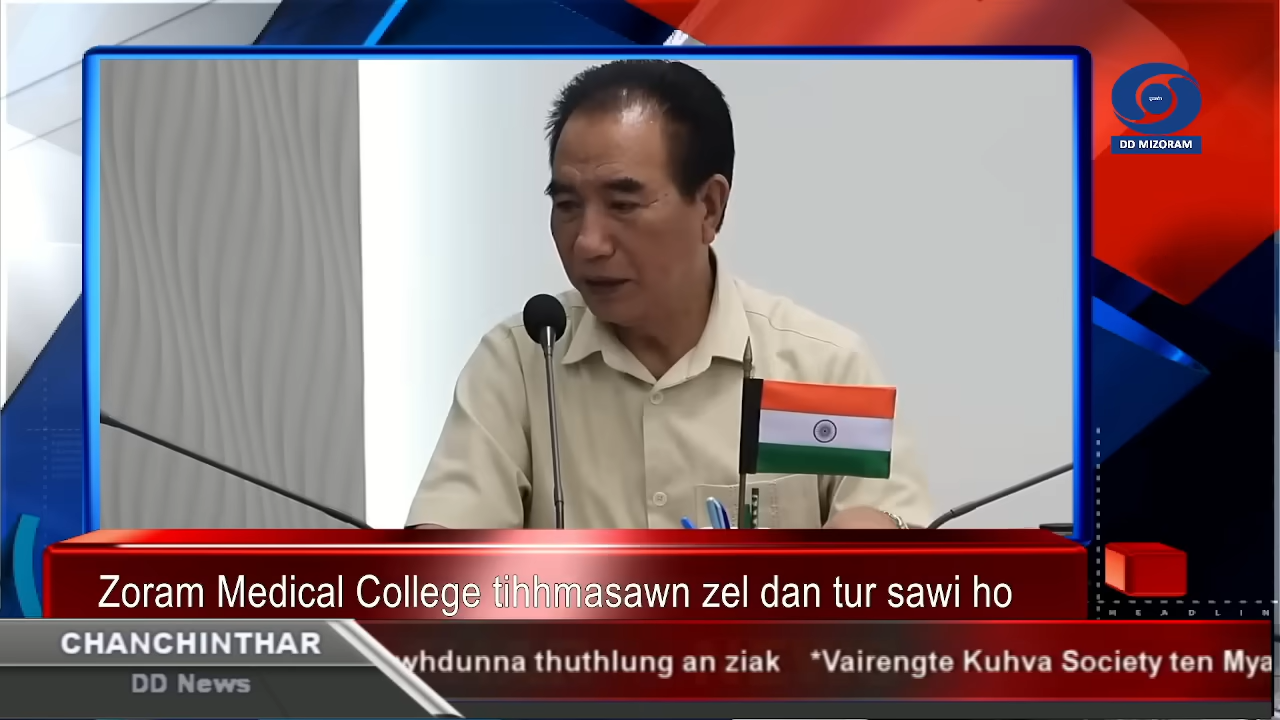 DD MIZORAM
Zoram Medical College tihhmasawn zel dan tur sawi ho
HEADLIN
CHANCHINTHAR
DD News
whdunna thuthlung an ziak *Vairengte Kuhva Society ten Mya